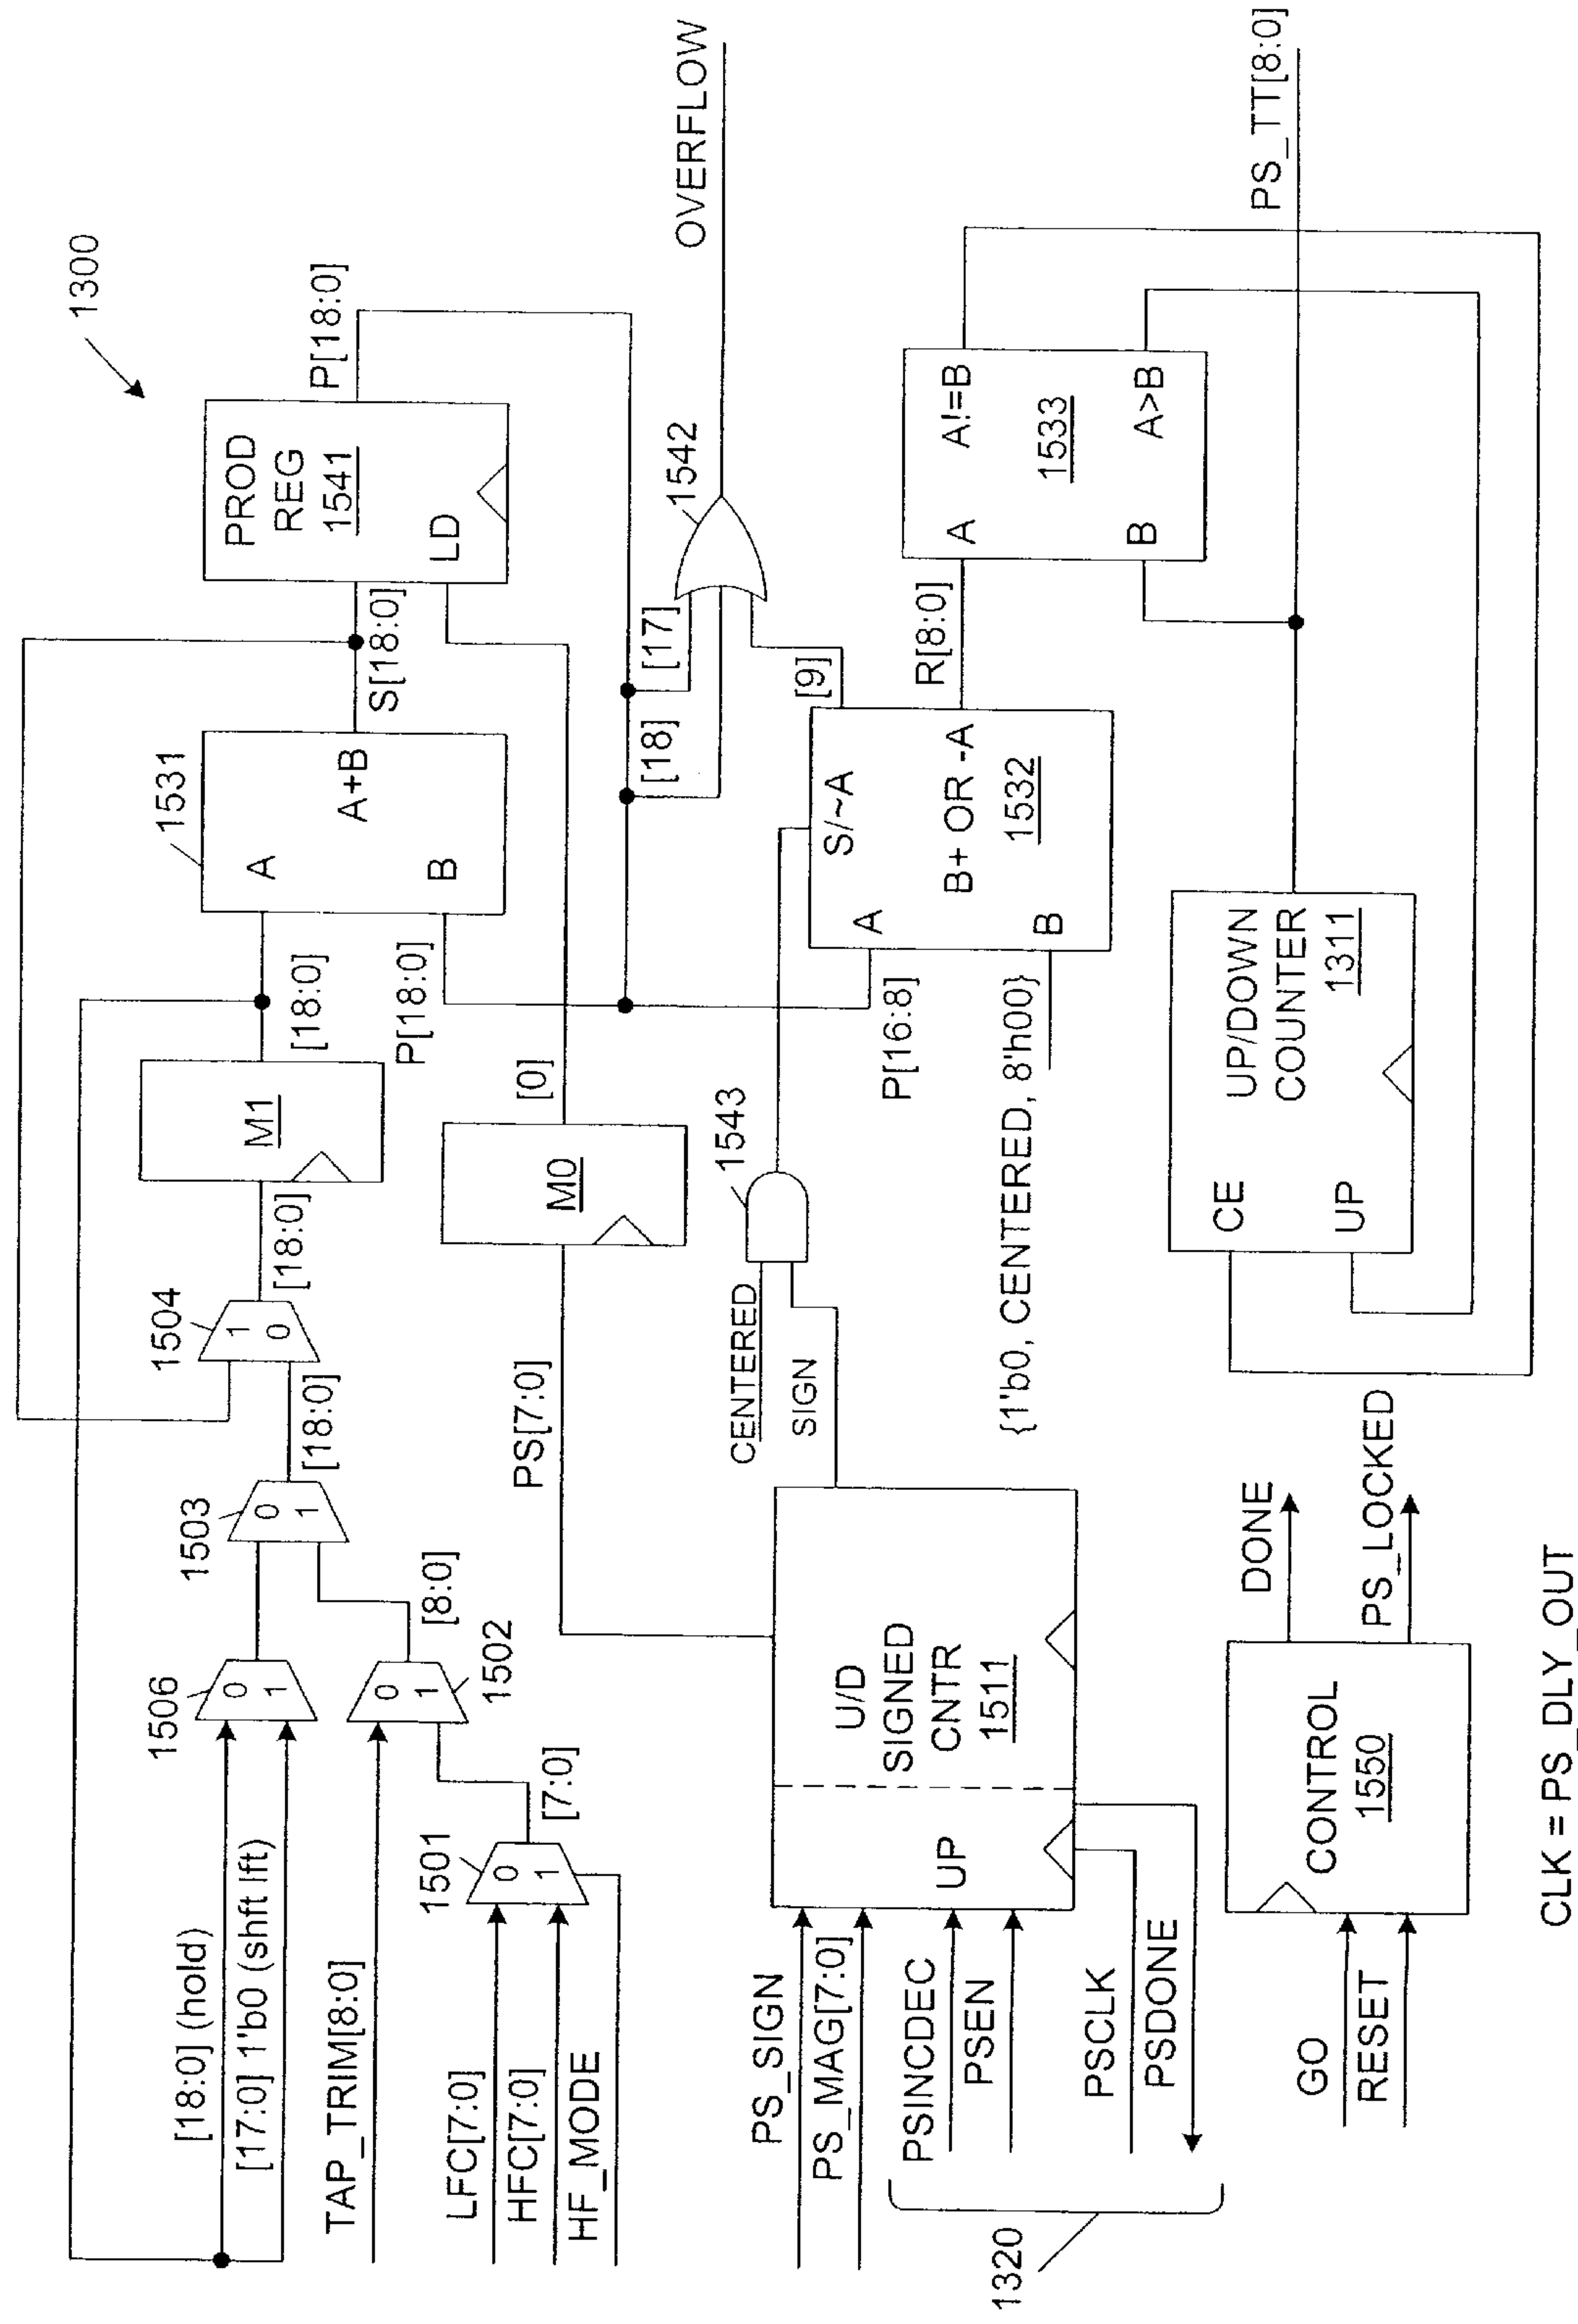 1300
[18:0] (hold)
[17:0] 1'b0 (shft lft)
TAP_TRIM[8:0]
LFC[7:0]
HFC[7:0]
HF_MODE
1501
0
1
[7:0]
1506
0
1
1502
0
1
[8:0]
1503
0
1
[18:0]
1504
1
0
[18:0]
M1
[18:0]
P[18:0]
1531
A
B
A+B
S[18:0]
PROD
REG
1541
LD
P[18:0]
PS[7:0]
M0
[0]
[18]
[17]
[9]
1542
OVERFLOW
PS_SIGN
PS_MAG[7:0]
PSINCDEC
PSEN
PSCLK
PSDONE
1320
UP
U/D
SIGNED
CNTR
1511
CENTERED
SIGN
1543
P[16:8]
{1'b0, CENTERED, 8'h00}
A
B
S/~A
B+ OR -A
1532
R[8:0]
A
B
A!=B
1533
A>B
GO
RESET
CONTROL
1550
DONE
PS_LOCKED
CE
UP
UP/DOWN
COUNTER
1311
PS_TT[8:0]
CLK = PS_DLY_OUT